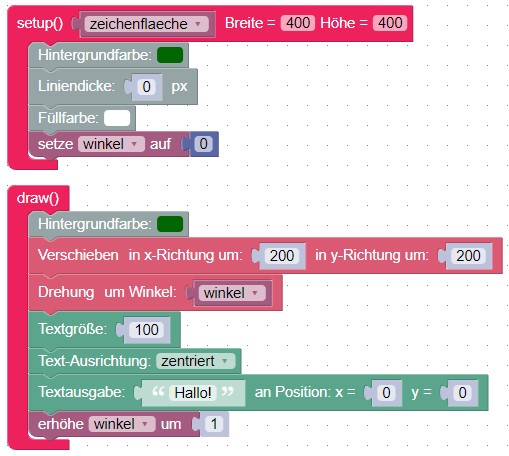 setup() zeichenflaeche Breite = 400 Höhe = 400
Hintergrundfarbe:
Liniendicke: 0 px
Füllfarbe:
setze winkel auf 0
draw()
Hintergrundfarbe:
Verschieben in x-Richtung um: 200 in y-Richtung um: 200
Drehung um Winkel: winkel
Textgröße: 100
Text-Ausrichtung: zentriert
Textausgabe: “ Hallo! ” an Position: x = 0 y = 0
erhöhe winkel um 1